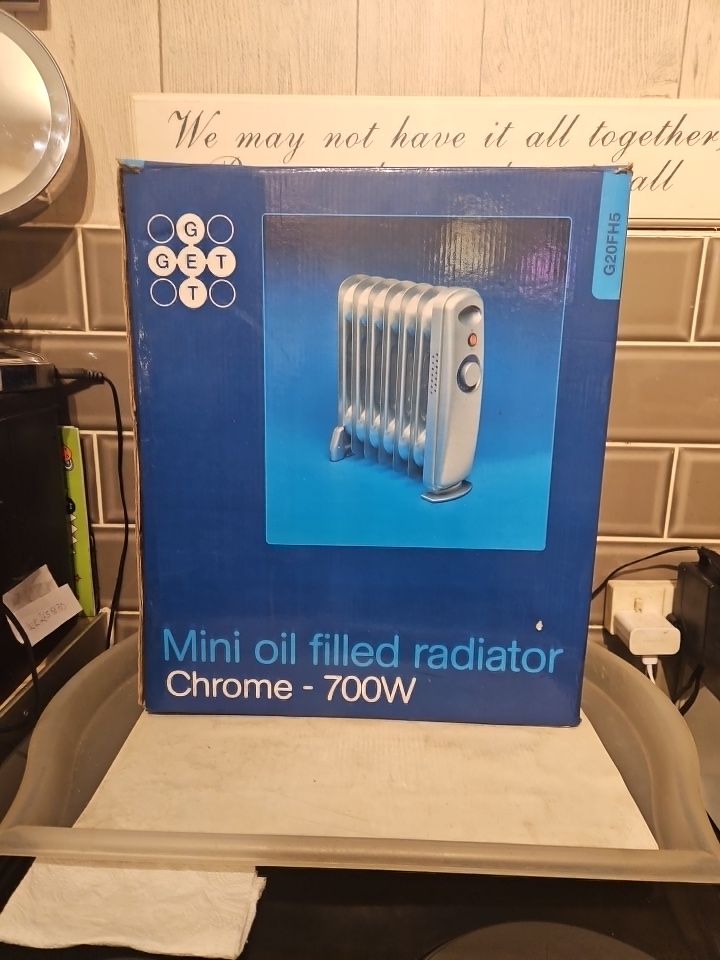 We may not have it all together,
all
G20FH5
G
GET
T
Mini oil filled radiator
Chrome - 700W